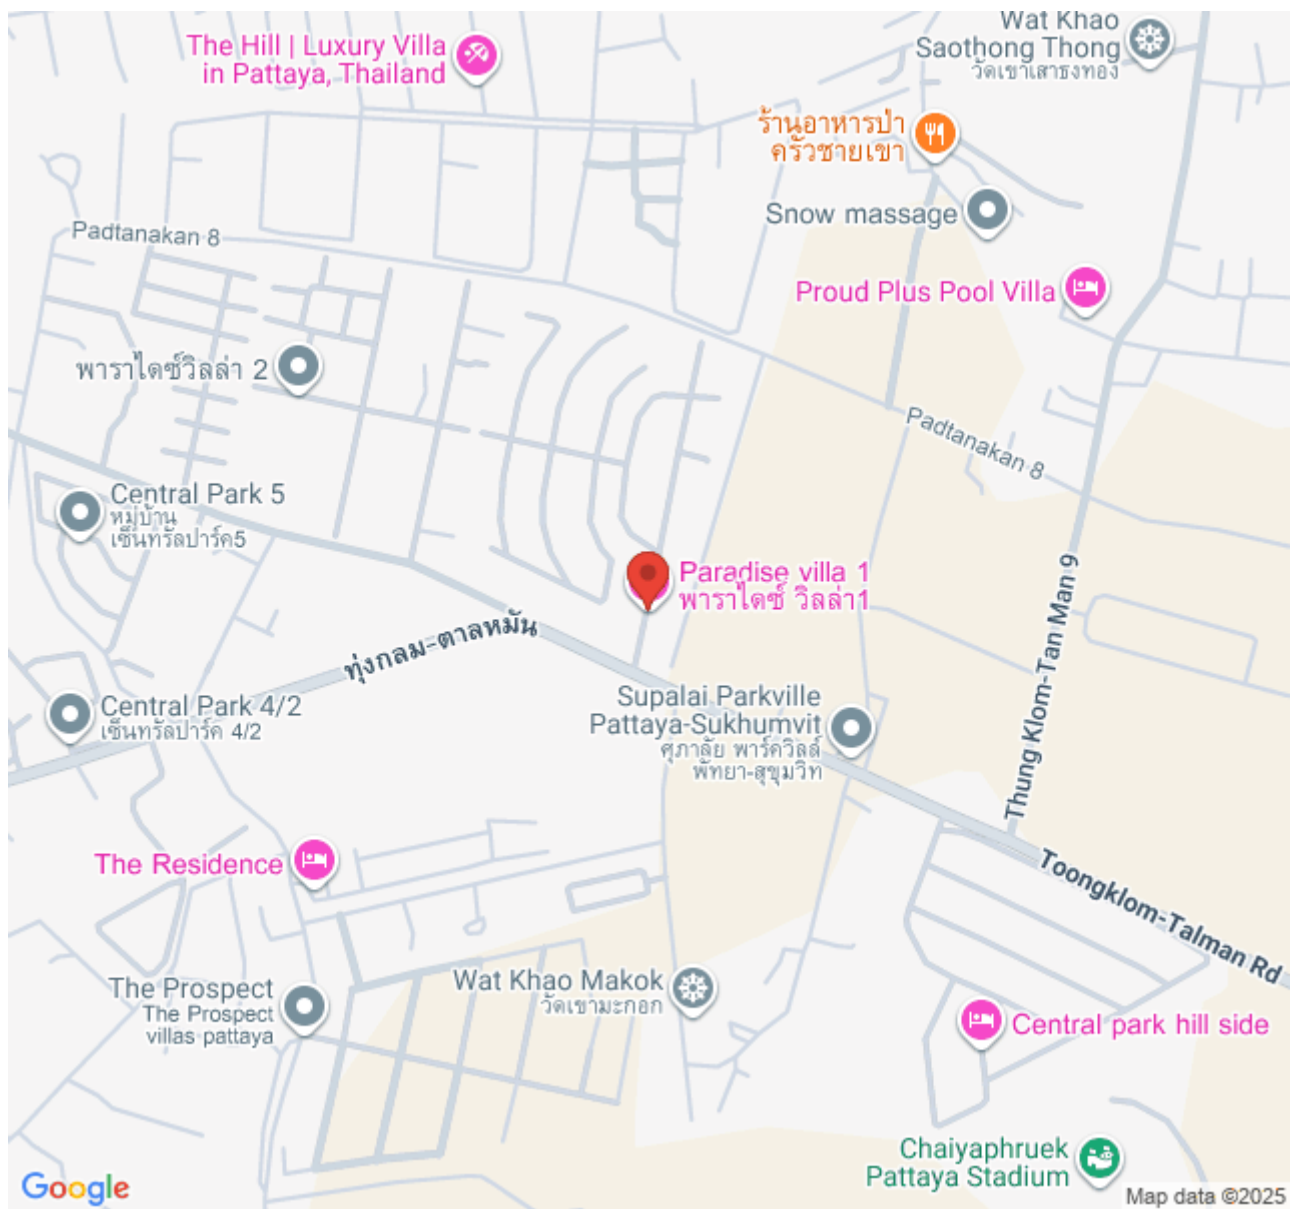 The Hill | Luxury Villa
in Pattaya, Thailand
Wat Khao
Saothong Thong
วัดเขาเสาธงทอง
ร้านอาหารป่า
ครัวชายเขา
Snow massage
Padtanakan 8
Proud Plus Pool Villa
พาราไดซ์วิลล่า 2
Padtanakan 8
Central Park 5
หมู่บ้าน
เซ็นทรัลปาร์ค5
Paradise villa 1
พาราไดซ์ วิลล่า1
Thung Klom-Tan Man 9
ทุ่งกลม-ตาลหมัน
Central Park 4/2
เซ็นทรัลปาร์ค 4/2
Supalai Parkville
Pattaya-Sukhumvit
ศุภาลัย พาร์ควิลล์
พัทยา-สุขุมวิท
The Residence
Toongklom-Talman Rd
The Prospect
The Prospect
villas pattaya
Wat Khao Makok
วัดเขามะกอก
Central park hill side
Chaiyaphruek
Pattaya Stadium
Google
Map data ©2025